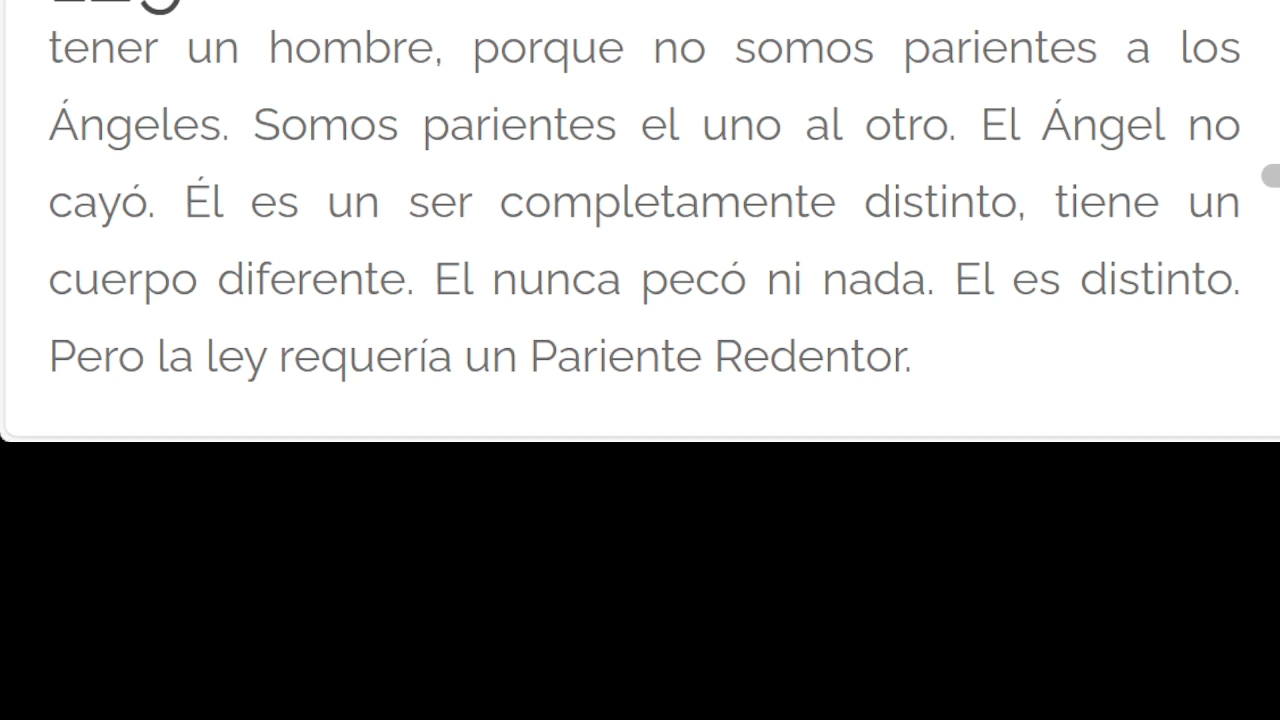 tener un hombre, porque no somos parientes a los
Ángeles. Somos parientes el uno al otro. El Ángel no
cayó. Él es un ser completamente distinto, tiene un
cuerpo diferente. El nunca pecó ni nada. El es distinto.
Pero la ley requería un Pariente Redentor.